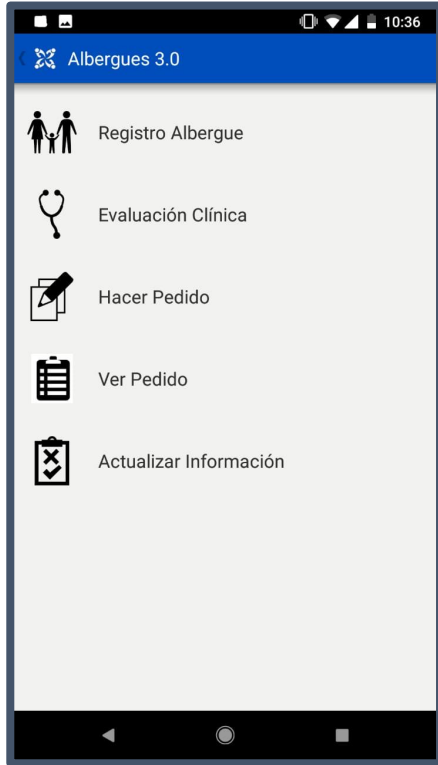 10:36
Albergues 3.0
Registro Albergue
Evaluación Clínica
Hacer Pedido
Ver Pedido
Actualizar Información